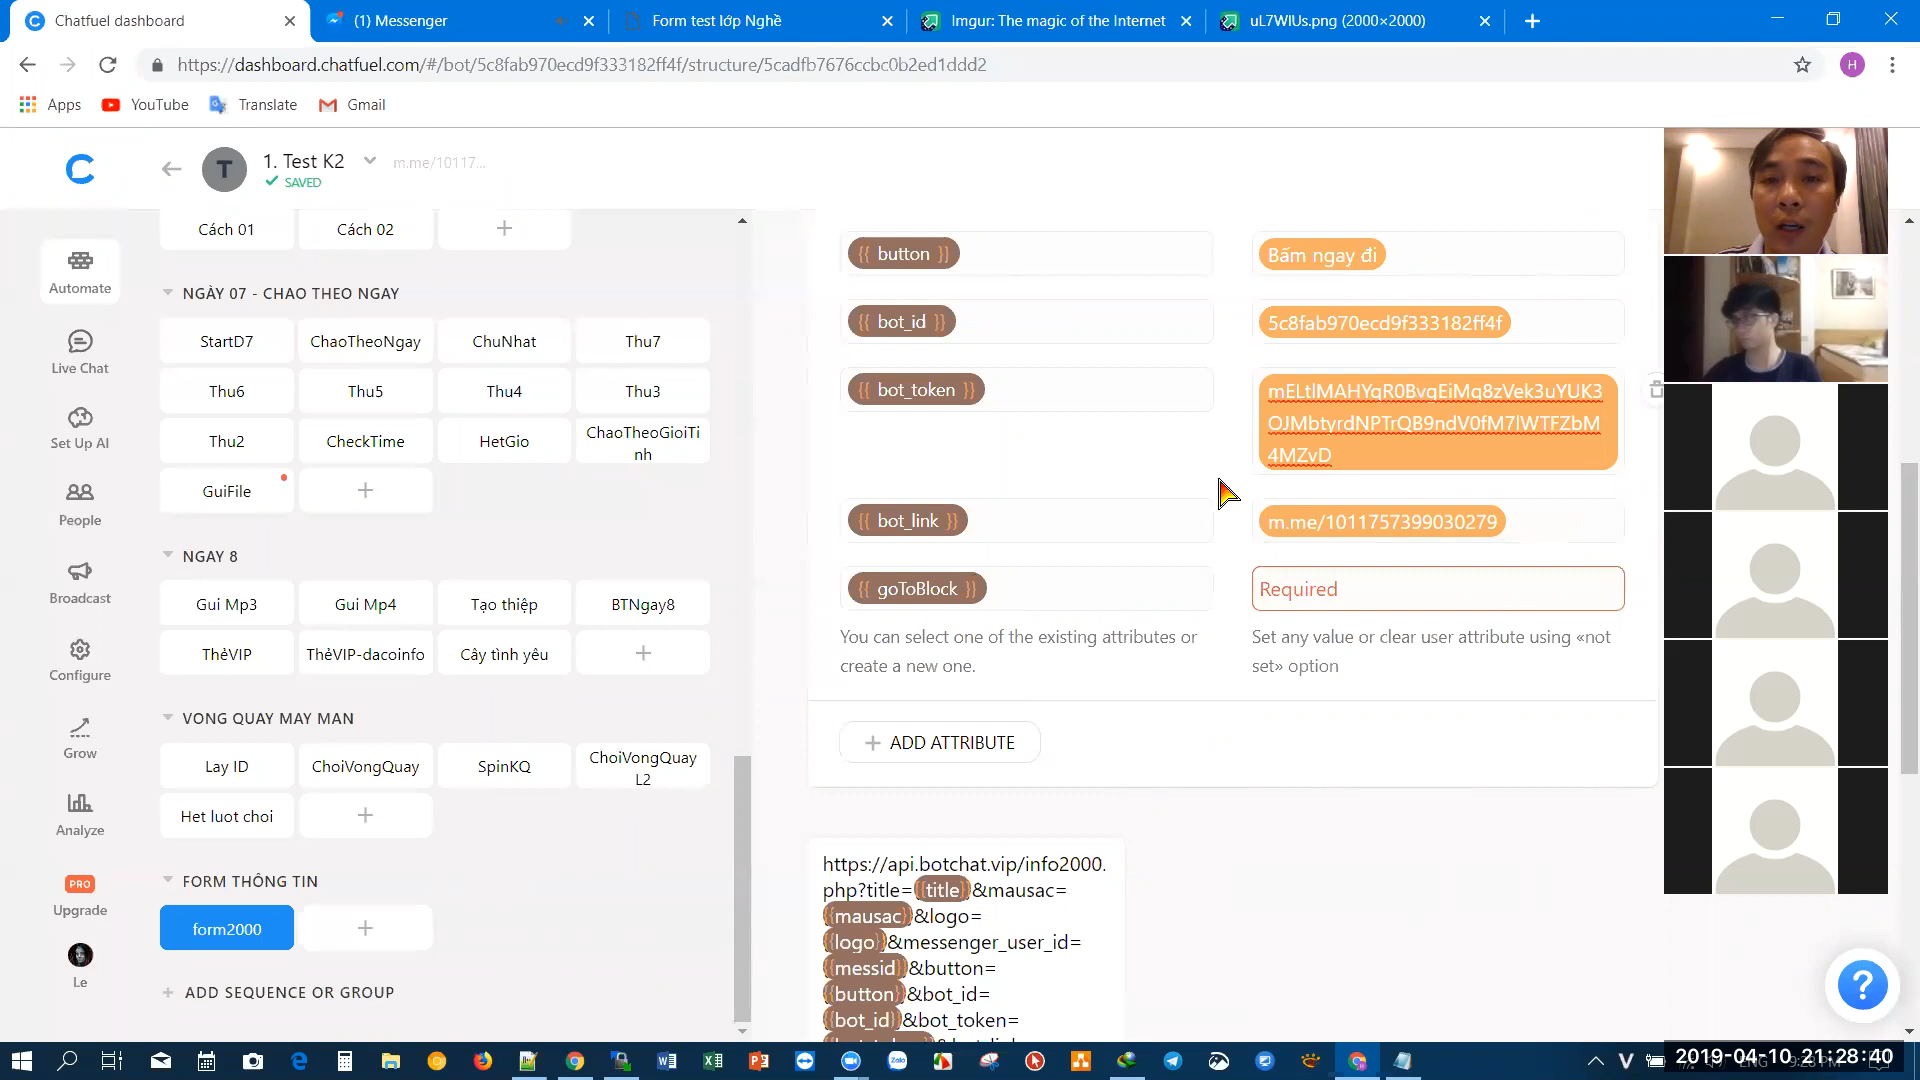 Chatfuel dashboard
(1) Messenger
Form test lớp Nghề
Imgur: The magic of the Internet
uL7WlUs.png (2000×2000)
https://dashboard.chatfuel.com/#/bot/5c8fab970ecd9f333182ff4f/structure/5cadfb7676ccbc0b2ed1ddd2
H
Apps
YouTube
Translate
Gmail
T
1. Test K2
m.me/10117...
SAVED
Automate
Live Chat
Set Up AI
People
Broadcast
Configure
Grow
Analyze
PRO
Upgrade
Le
Cách 01
Cách 02
NGÀY 07 - CHAO THEO NGAY
StartD7
ChaoTheoNgay
ChuNhat
Thu7
Thu6
Thu5
Thu4
Thu3
Thu2
CheckTime
HetGio
ChaoTheoGioiTi
nh
GuiFile
NGAY 8
Gui Mp3
Gui Mp4
Tạo thiệp
BTNgay8
ThẻVIP
ThẻVIP-dacoinfo
Cây tình yêu
VONG QUAY MAY MAN
Lay ID
ChoiVongQuay
SpinKQ
ChoiVongQuay
L2
Het luot choi
FORM THÔNG TIN
form2000
ADD SEQUENCE OR GROUP
{{ button }}
Bấm ngay đi
{{ bot_id }}
5c8fab970ecd9f333182ff4f
{{ bot_token }}
mELtlMAHYqR0BvqEiMq8zVek3uYUK3
OJMbtyrdNPTrQB9ndV0fM7lWTFZbM
4MZvD
{{ bot_link }}
m.me/1011757399030279
{{ goToBlock }}
Required
You can select one of the existing attributes or
create a new one.
Set any value or clear user attribute using «not
set» option
ADD ATTRIBUTE
https://api.botchat.vip/info2000.
php?title={{title}}&mausac=
{{mausac}}&logo=
{{logo}}&messenger_user_id=
{{messid}}&button=
{{button}}&bot_id=
{{bot_id}}&bot_token=
?
2019-04-10 21:28:40